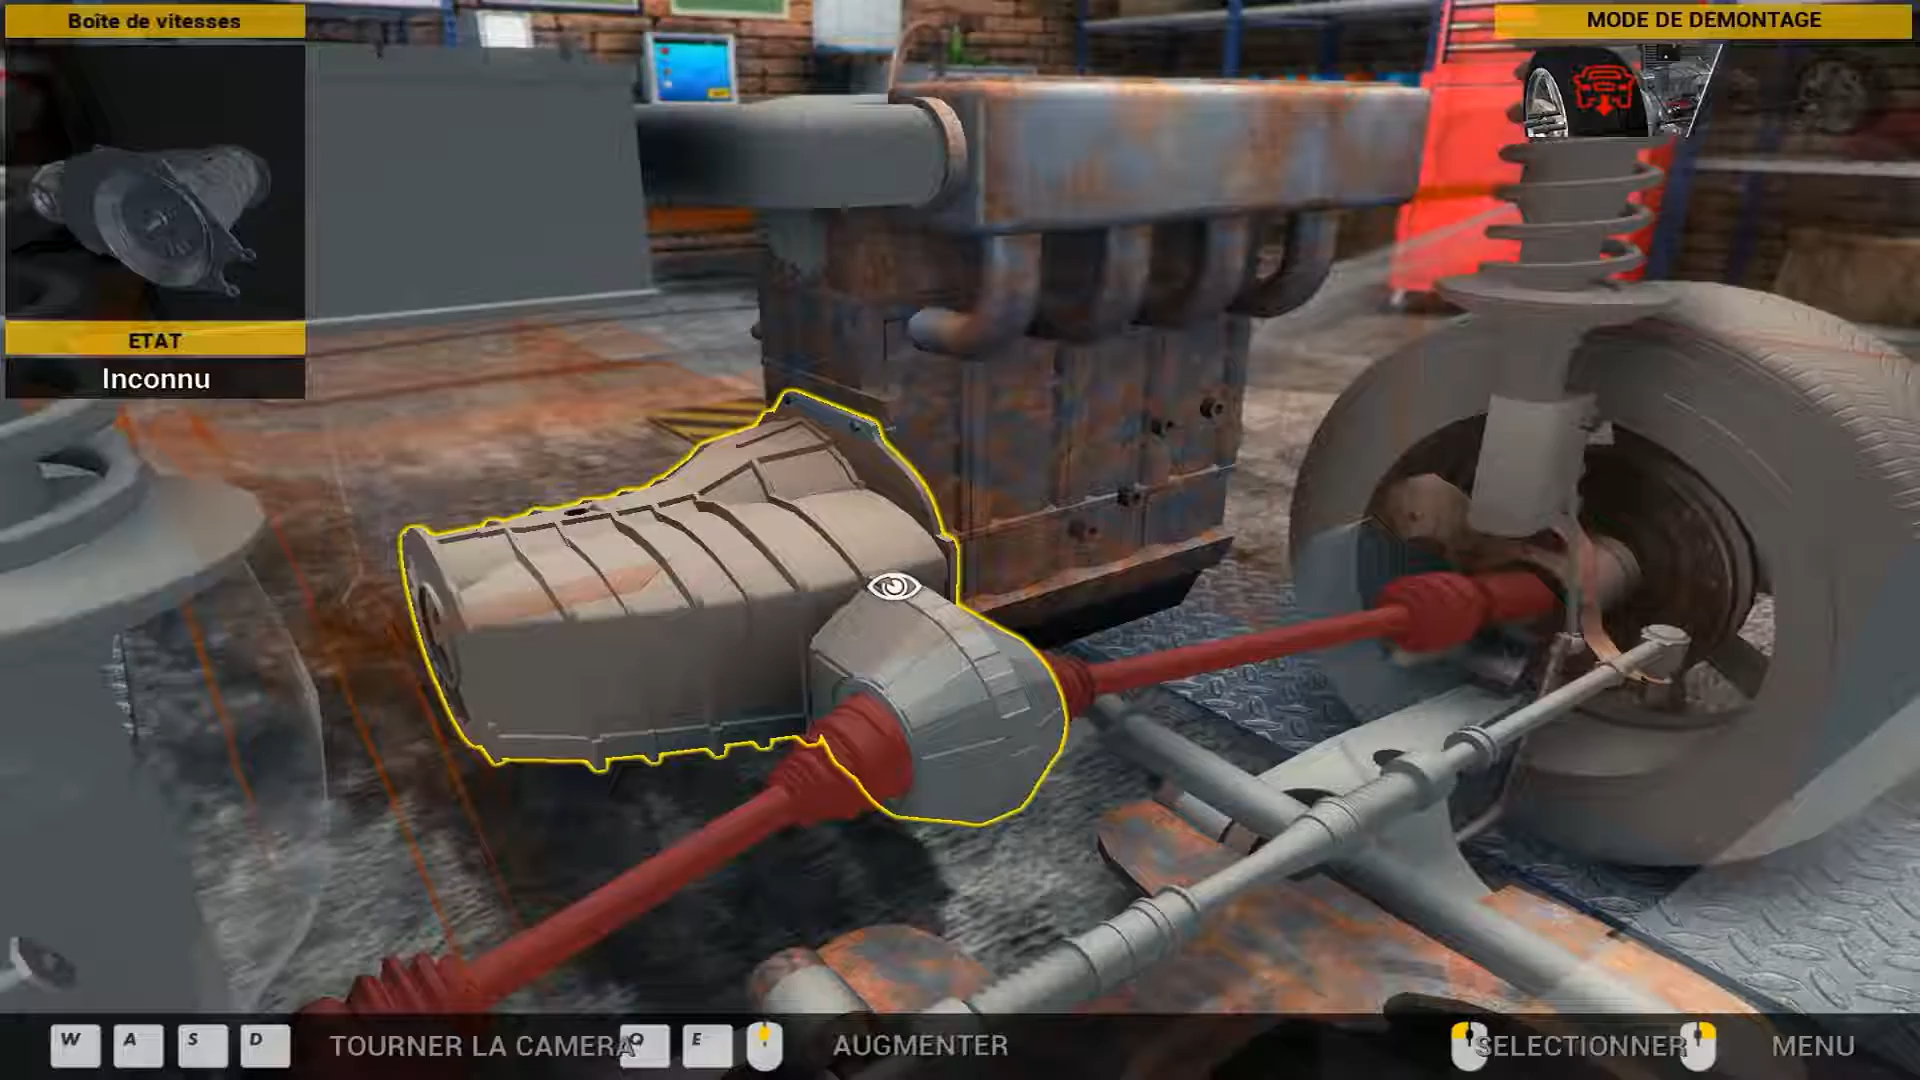 Boîte de vitesses
MODE DE DEMONTAGE
ETAT
Inconnu
W A S D TOURNER LA CAMERA Q E AUGMENTER SELECTIONNER MENU